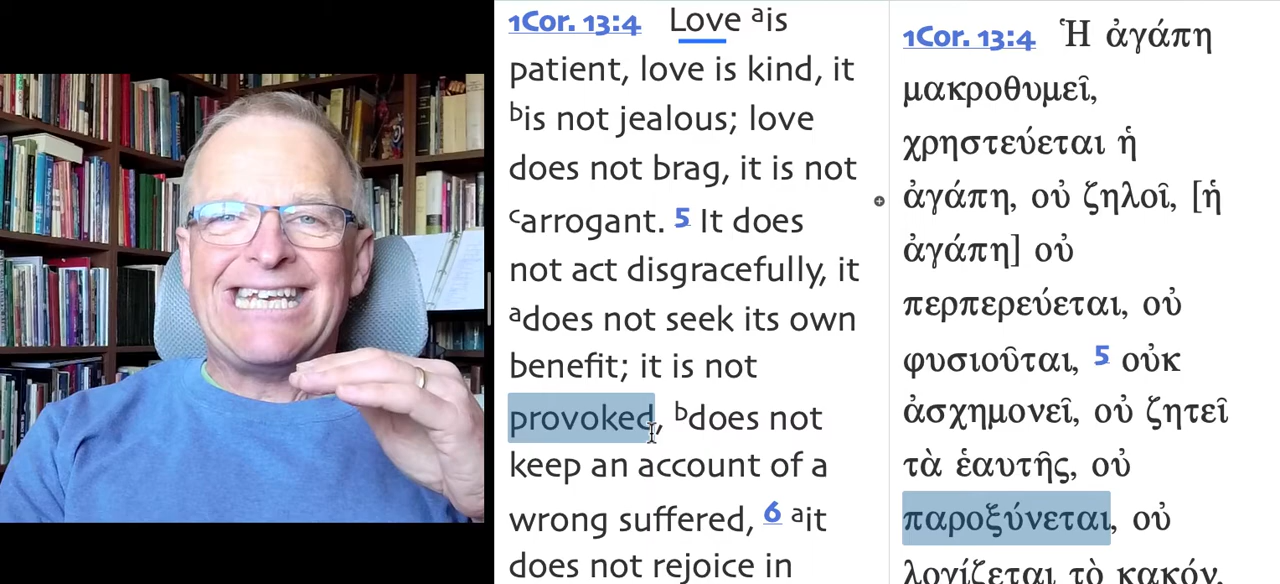 1Cor. 13:4 Love ᵃis
patient, love is kind, it
ᵇis not jealous; love
does not brag, it is not
ᶜarrogant. 5 It does
not act disgracefully, it
ᵃdoes not seek its own
benefit; it is not
provoked, ᵇdoes not
keep an account of a
wrong suffered, 6 ᵃit
does not rejoice in
1Cor. 13:4 Ἡ ἀγάπη
μακροθυμεῖ,
χρηστεύεται ἡ
ἀγάπη, οὐ ζηλοῖ, [ἡ
ἀγάπη] οὐ
περπερεύεται, οὐ
φυσιοῦται, 5 οὐκ
ἀσχημονεῖ, οὐ ζητεῖ
τὰ ἑαυτῆς, οὐ
παροξύνεται, οὐ
λογίζεται τὸ κακόν,